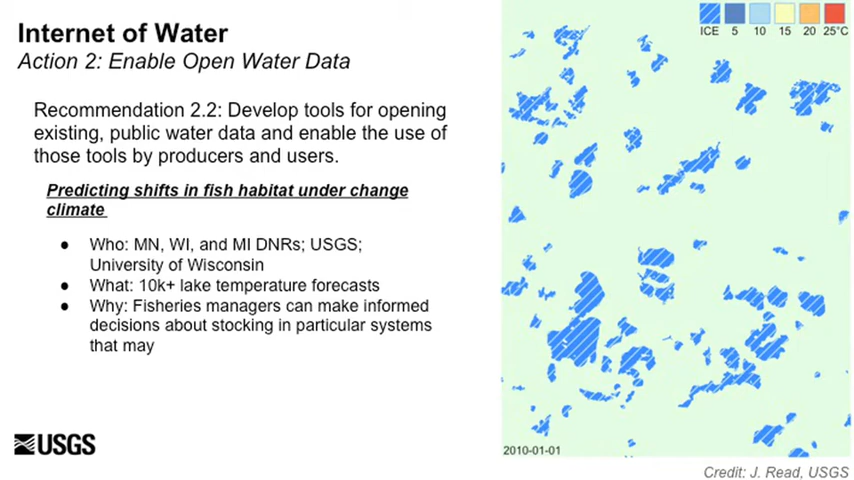 Internet of Water
Action 2: Enable Open Water Data
Recommendation 2.2: Develop tools for opening
existing, public water data and enable the use of
those tools by producers and users.
Predicting shifts in fish habitat under change
climate
● Who: MN, WI, and MI DNRs; USGS;
University of Wisconsin
● What: 10k+ lake temperature forecasts
● Why: Fisheries managers can make informed
decisions about stocking in particular systems
that may
USGS
ICE 5 10 15 20 25°C
2010-01-01
Credit: J. Read, USGS